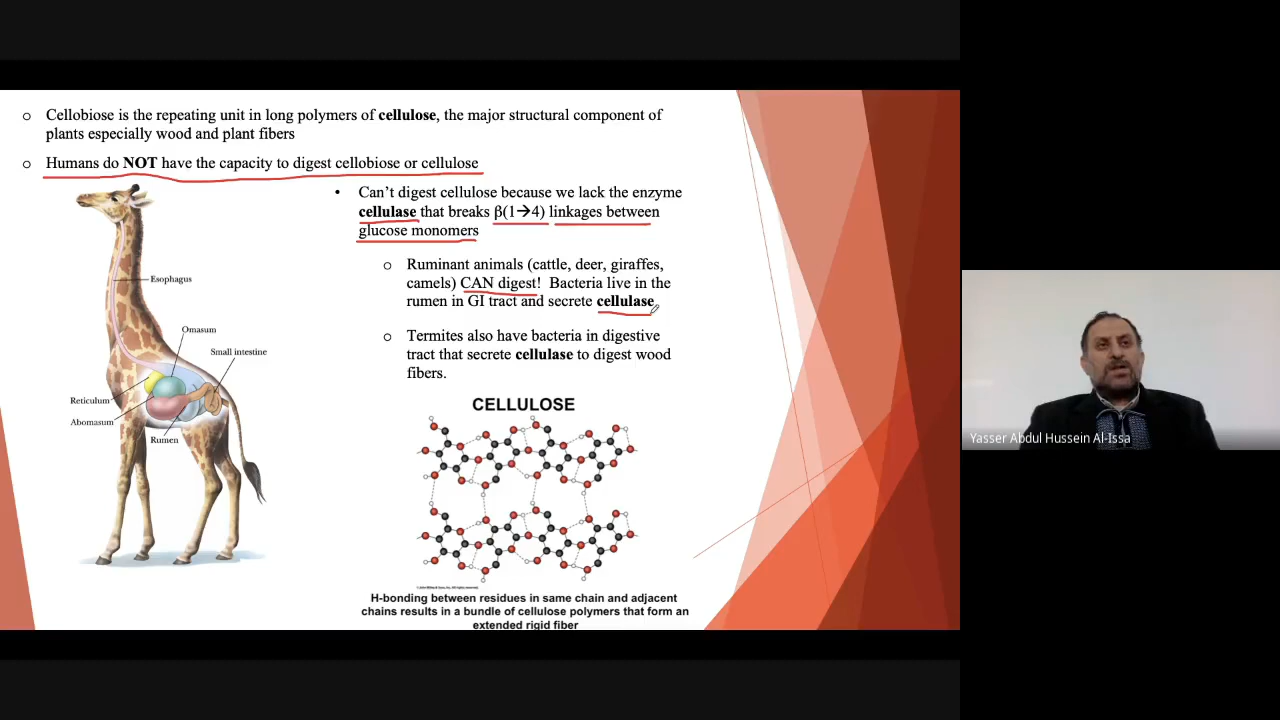 Cellobiose is the repeating unit in long polymers of cellulose, the major structural component of
plants especially wood and plant fibers
Humans do NOT have the capacity to digest cellobiose or cellulose
Can't digest cellulose because we lack the enzyme
cellulase that breaks β(1→4) linkages between
glucose monomers
Ruminant animals (cattle, deer, giraffes,
camels) CAN digest! Bacteria live in the
rumen in GI tract and secrete cellulase
Termites also have bacteria in digestive
tract that secrete cellulase to digest wood
fibers.
Esophagus
Omasum
Small intestine
Reticulum
Abomasum
Rumen
CELLULOSE
H-bonding between residues in same chain and adjacent
chains results in a bundle of cellulose polymers that form an
extended rigid fiber
Yasser Abdul Hussein Al-Issa